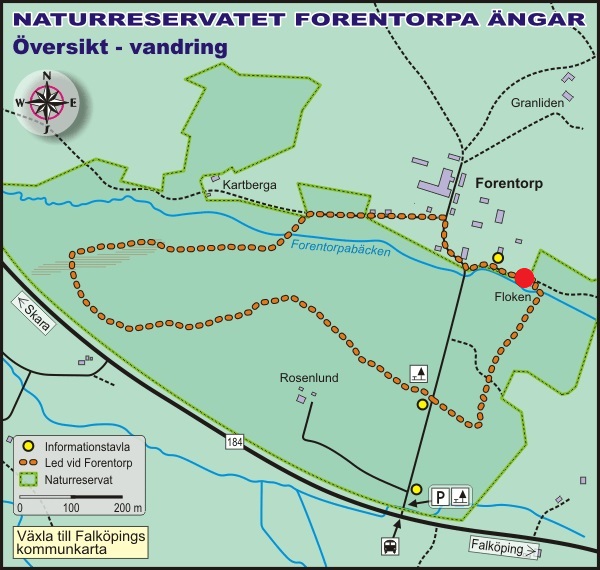 NATURRESERVATET FORENTORPA ÄNGAR
Översikt - vandring
N
W
E
S
Granliden
Kartberga
Forentorp
Forentorpabäcken
Floken
< Skara
Rosenlund
184
Informationstavla
Led vid Forentorp
Naturreservat
0 100 200 m
P
Växla till Falköpings
kommunkarta
Falköping >